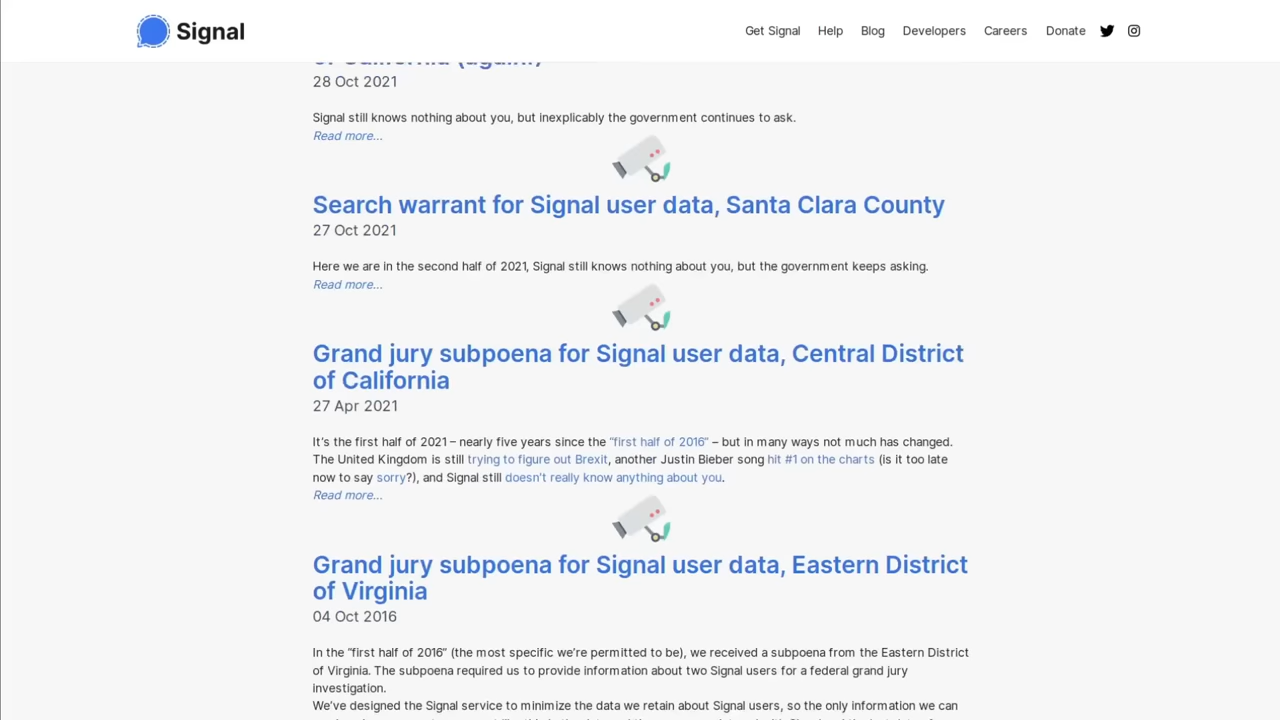 Signal
Get Signal Help Blog Developers Careers Donate
of California (again!)
28 Oct 2021
Signal still knows nothing about you, but inexplicably the government continues to ask.
Read more...
Search warrant for Signal user data, Santa Clara County
27 Oct 2021
Here we are in the second half of 2021, Signal still knows nothing about you, but the government keeps asking.
Read more...
Grand jury subpoena for Signal user data, Central District
of California
27 Apr 2021
It's the first half of 2021 – nearly five years since the "first half of 2016" – but in many ways not much has changed.
The United Kingdom is still trying to figure out Brexit, another Justin Bieber song hit #1 on the charts (is it too late
now to say sorry?), and Signal still doesn't really know anything about you.
Read more...
Grand jury subpoena for Signal user data, Eastern District
of Virginia
04 Oct 2016
In the "first half of 2016" (the most specific we're permitted to be), we received a subpoena from the Eastern District
of Virginia. The subpoena required us to provide information about two Signal users for a federal grand jury
investigation.
We've designed the Signal service to minimize the data we retain about Signal users, so the only information we can